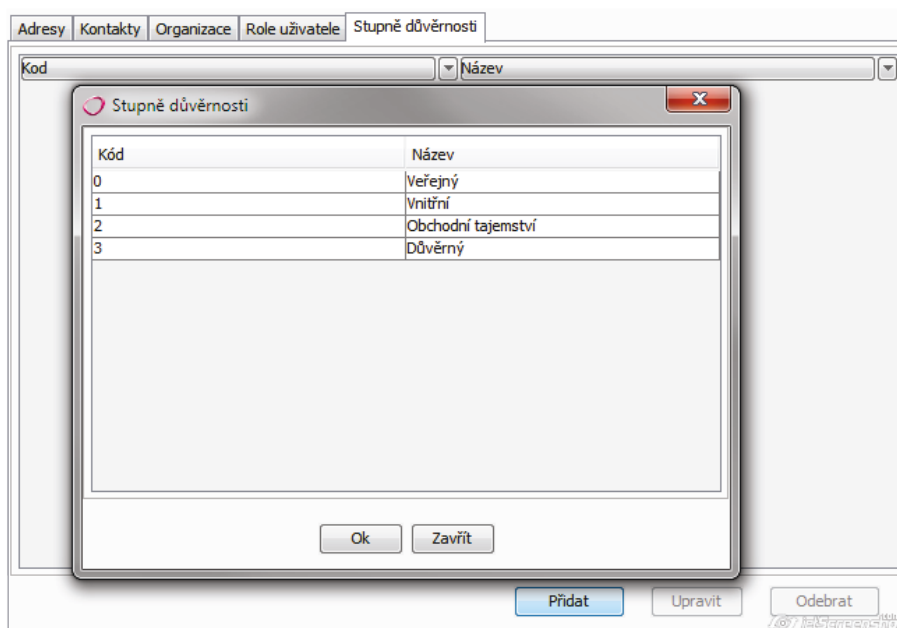 Adresy Kontakty Organizace Role uživatele Stupně důvěrnosti
Kod Název
Stupně důvěrnosti
Kód Název
0 Veřejný
1 Vnitřní
2 Obchodní tajemství
3 Důvěrný
Ok Zavřít
Přidat Upravit Odebrat